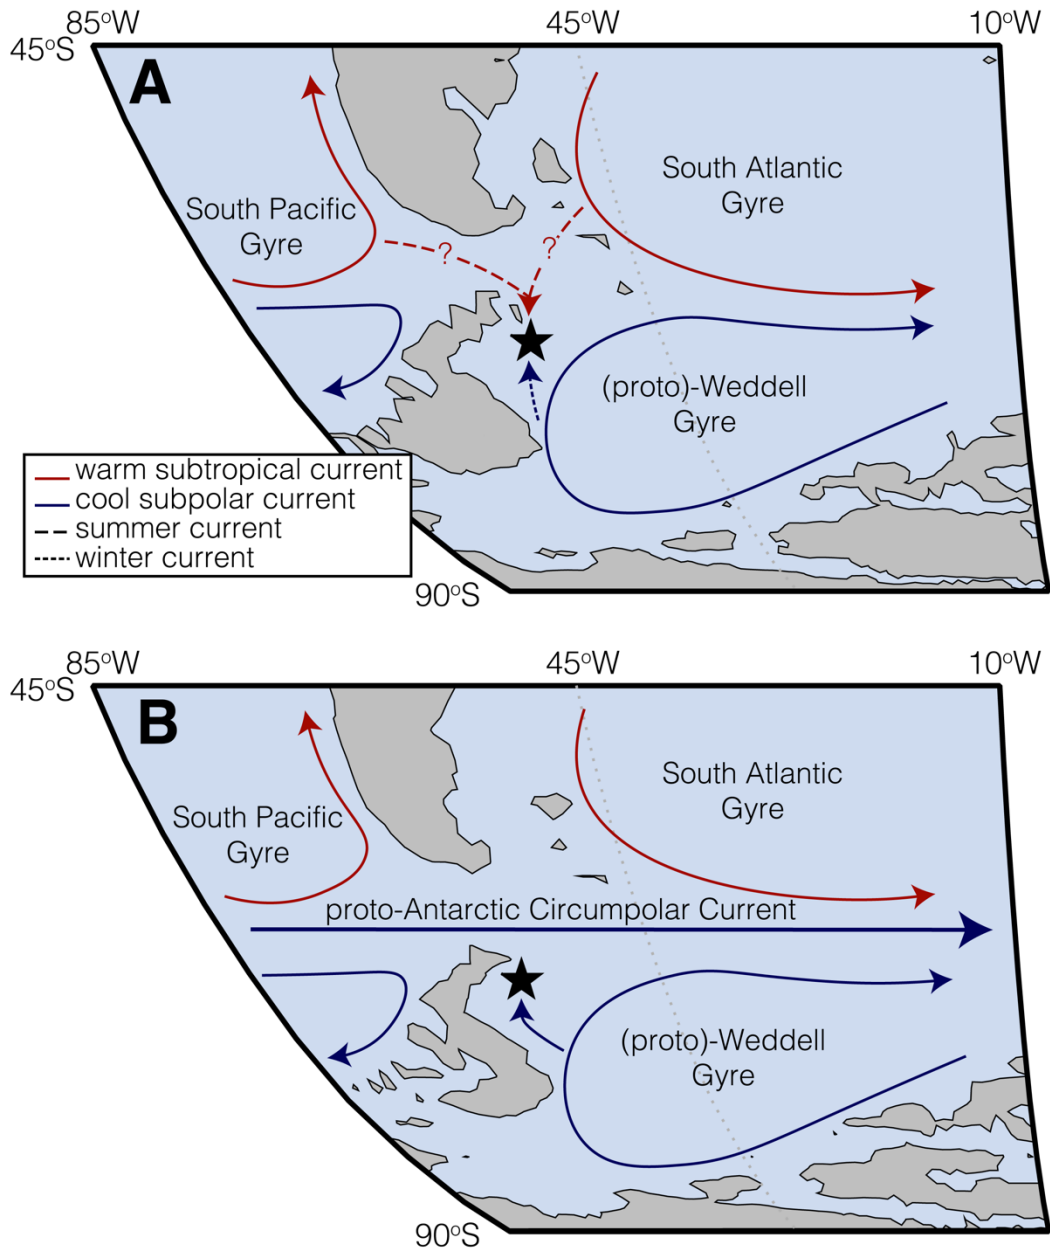 85°W
45°W
10°W
45°S
A
South Pacific
Gyre
South Atlantic
Gyre
?
?
(proto)-Weddell
Gyre
warm subtropical current
cool subpolar current
summer current
winter current
90°S
85°W
45°W
10°W
45°S
B
South Pacific
Gyre
South Atlantic
Gyre
proto-Antarctic Circumpolar Current
(proto)-Weddell
Gyre
90°S